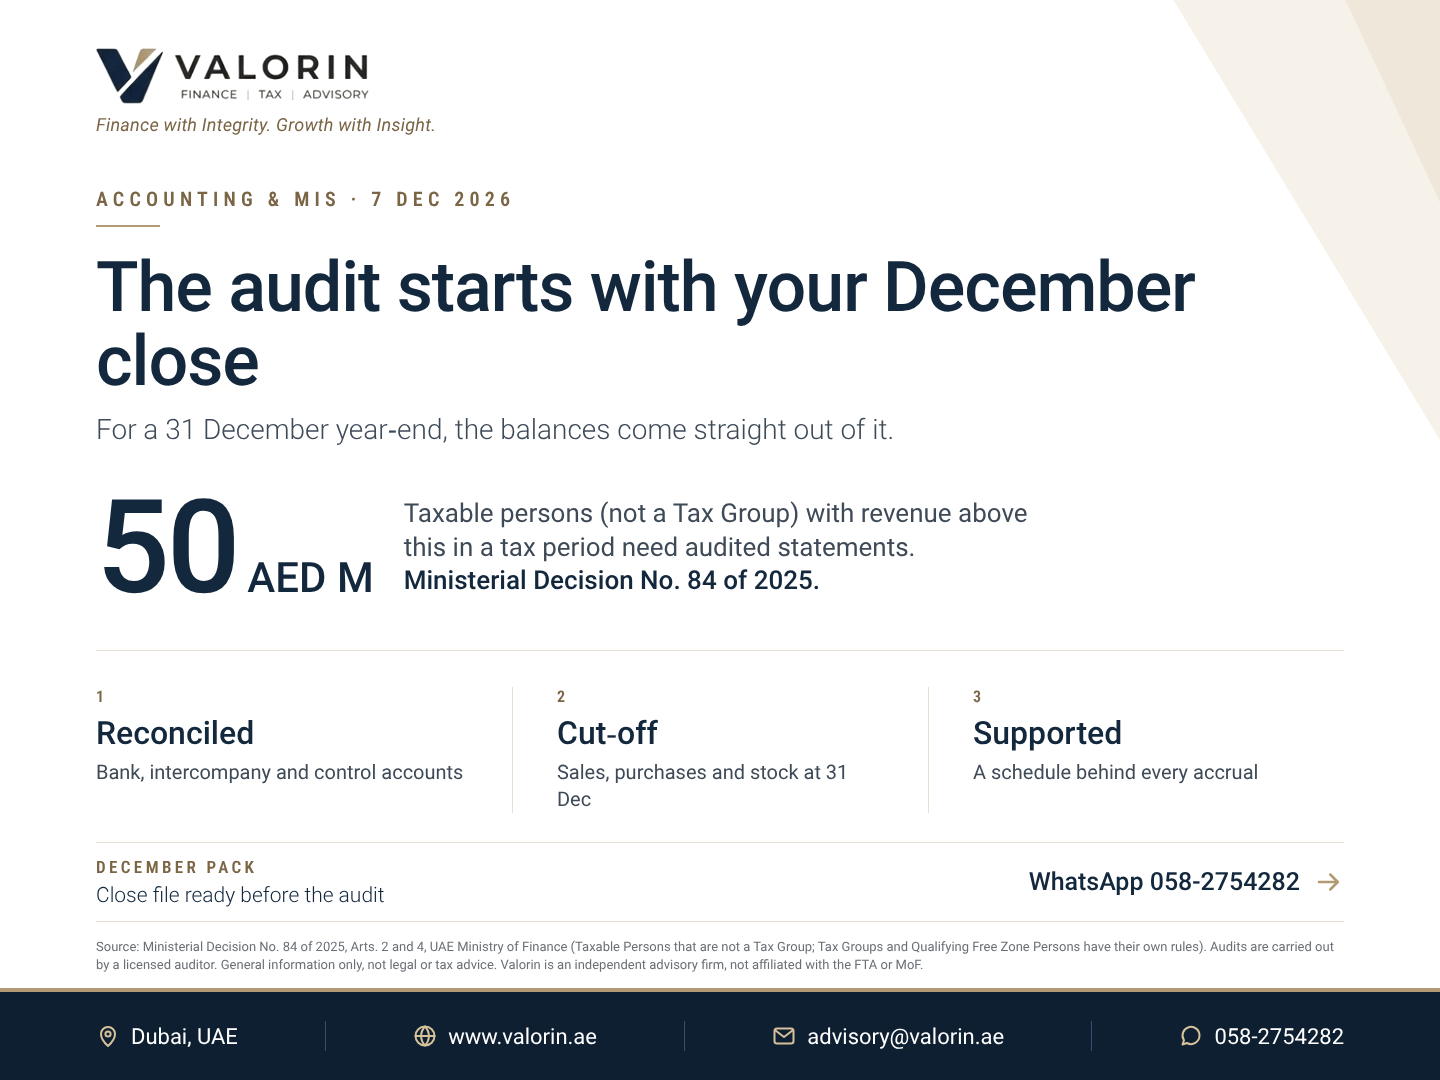 VALORIN
FINANCE | TAX | ADVISORY
Finance with Integrity. Growth with Insight.
ACCOUNTING & MIS · 7 DEC 2026
The audit starts with your December
close
For a 31 December year-end, the balances come straight out of it.
50 AED M
Taxable persons (not a Tax Group) with revenue above
this in a tax period need audited statements.
Ministerial Decision No. 84 of 2025.
1
Reconciled
Bank, intercompany and control accounts
2
Cut-off
Sales, purchases and stock at 31
Dec
3
Supported
A schedule behind every accrual
DECEMBER PACK
Close file ready before the audit
WhatsApp 058-2754282
Source: Ministerial Decision No. 84 of 2025, Arts. 2 and 4, UAE Ministry of Finance (Taxable Persons that are not a Tax Group; Tax Groups and Qualifying Free Zone Persons have their own rules). Audits are carried out
by a licensed auditor. General information only, not legal or tax advice. Valorin is an independent advisory firm, not affiliated with the FTA or MoF.
Dubai, UAE
www.valorin.ae
advisory@valorin.ae
058-2754282